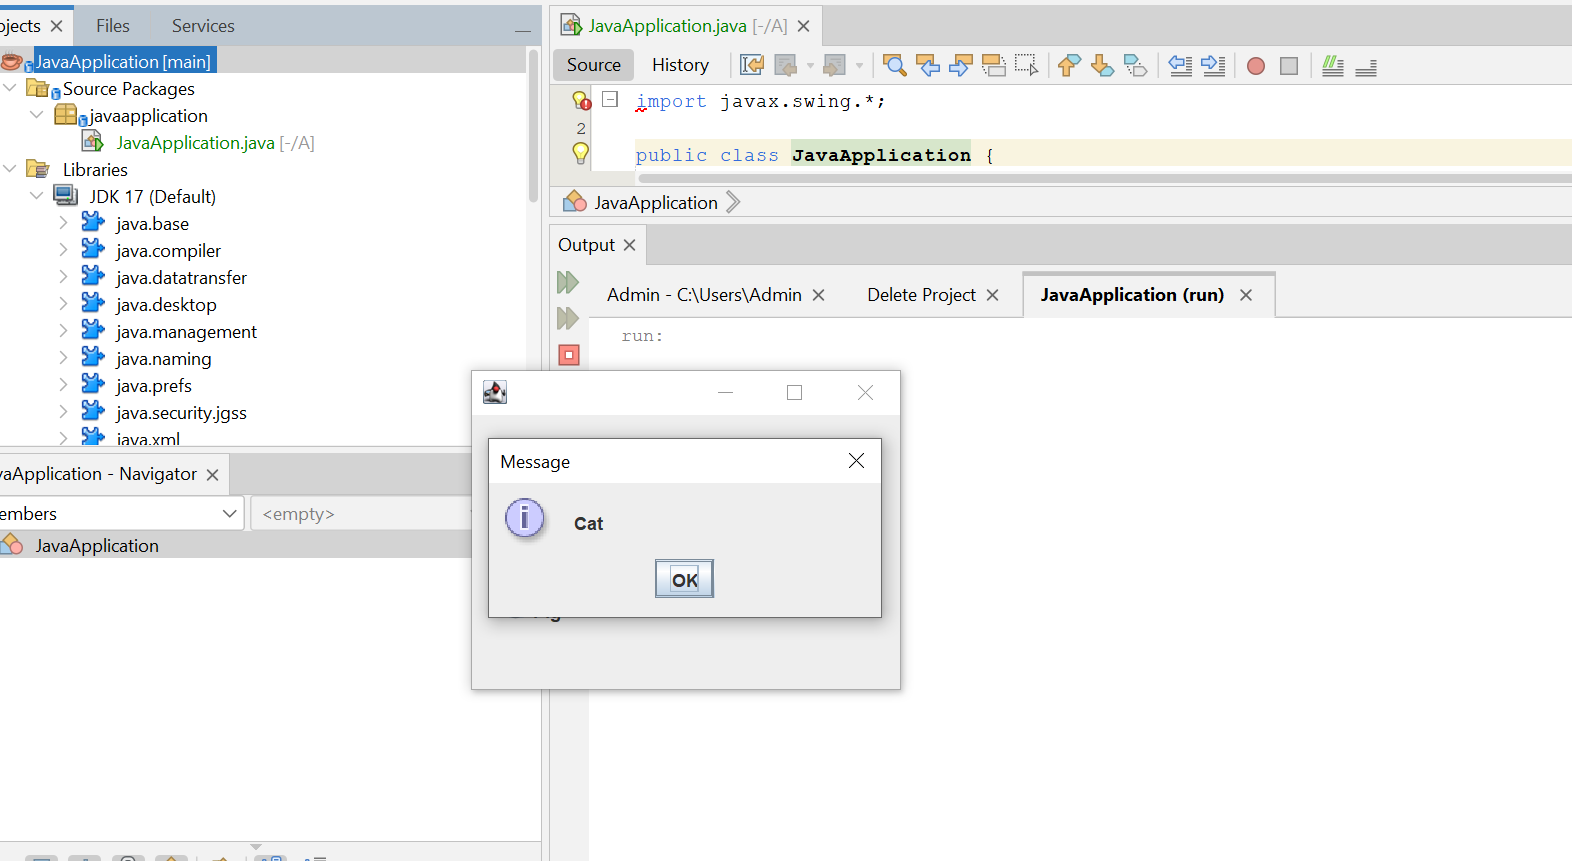 ojects Files Services
JavaApplication [main]
Source Packages
javaapplication
JavaApplication.java [-/A]
Libraries
JDK 17 (Default)
java.base
java.compiler
java.datatransfer
java.desktop
java.management
java.naming
java.prefs
java.security.jgss
java.xml
vaApplication - Navigator
embers <empty>
JavaApplication
JavaApplication.java [-/A]
Source History
import javax.swing.*;
2
public class JavaApplication {
JavaApplication
Output
Admin - C:\Users\Admin Delete Project JavaApplication (run)
run:
Message
i Cat
OK